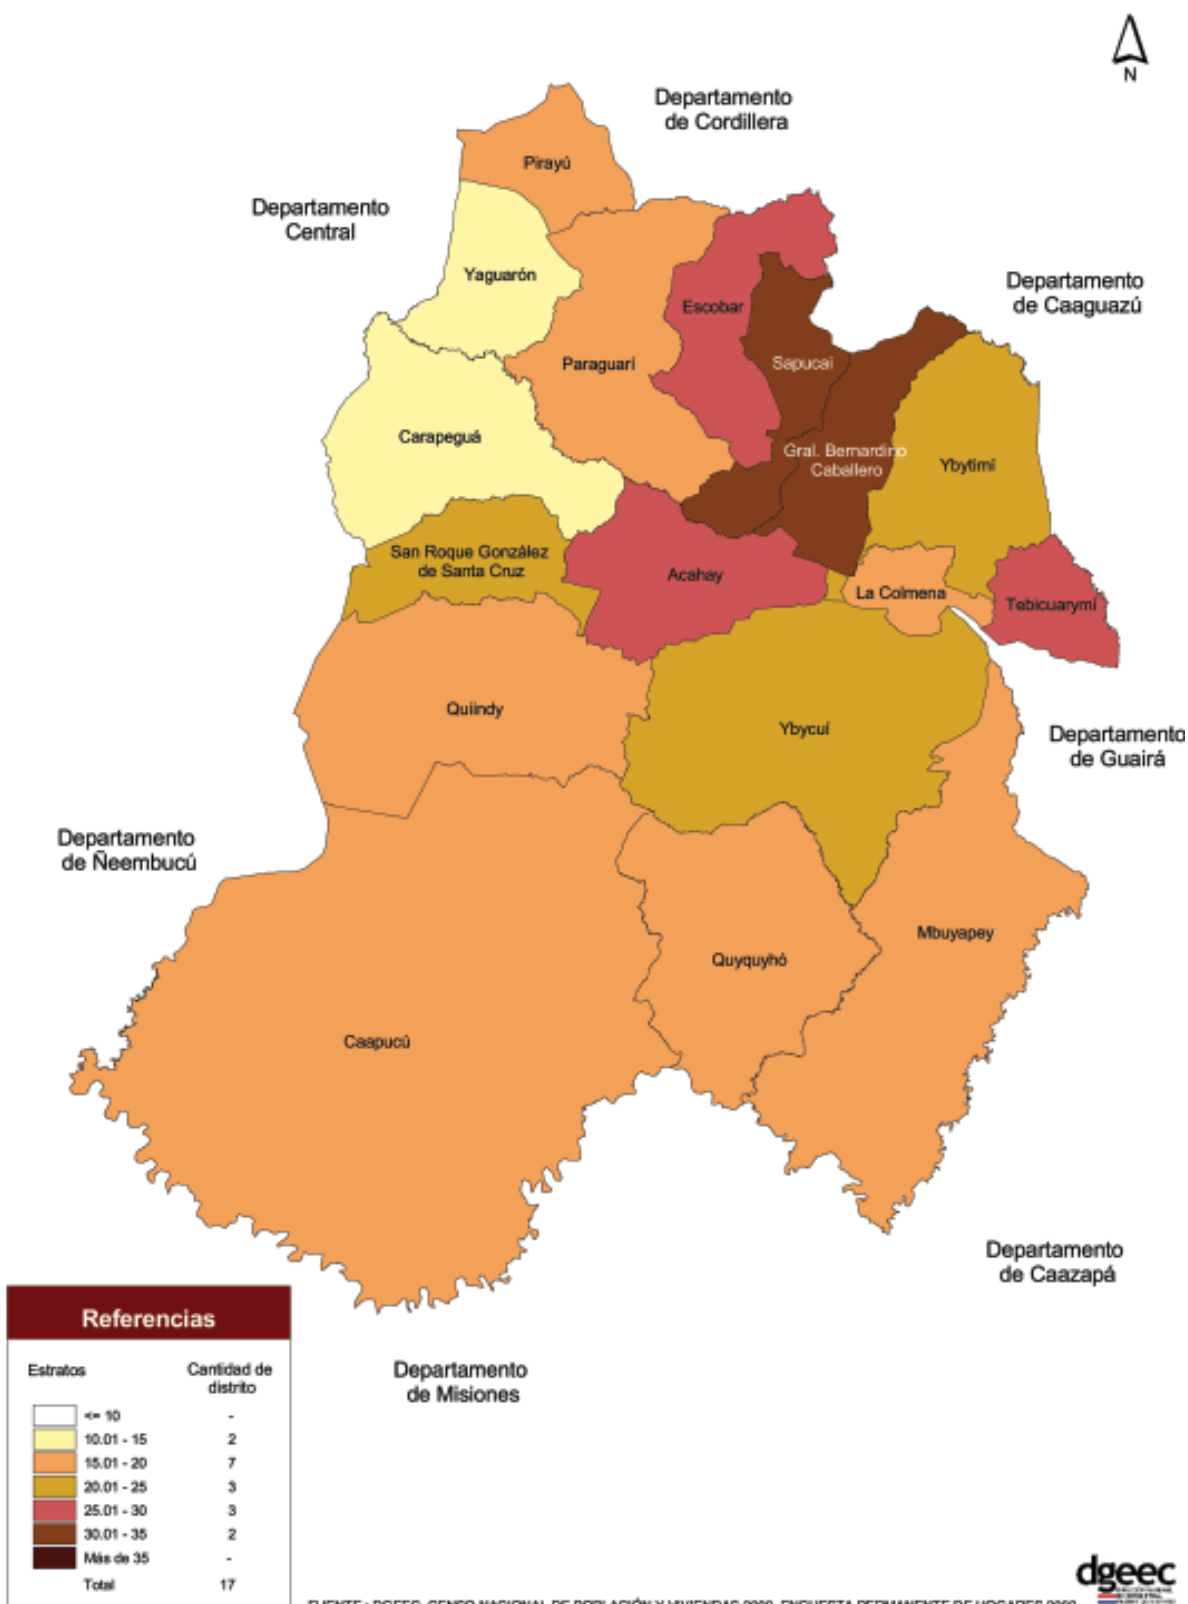 N
Departamento
de Cordillera
Pirayú
Departamento
Central
Yaguarón
Departamento
de Caaguazú
Escobar
Paraguarí
Sapucai
Carapeguá
Gral. Bernardino
Caballero
Ybytimí
San Roque González
de Santa Cruz
Acahay
La Colmena
Tebicuarymí
Quiindy
Ybycuí
Departamento
de Guairá
Departamento
de Ñeembucú
Mbuyapey
Quyquyhó
Caapucú
Departamento
de Caazapá
Departamento
de Misiones
Referencias
Estratos Cantidad de
distrito
<= 10 -
10.01 - 15 2
15.01 - 20 7
20.01 - 25 3
25.01 - 30 3
30.01 - 35 2
Más de 35 -
Total 17
dgeec